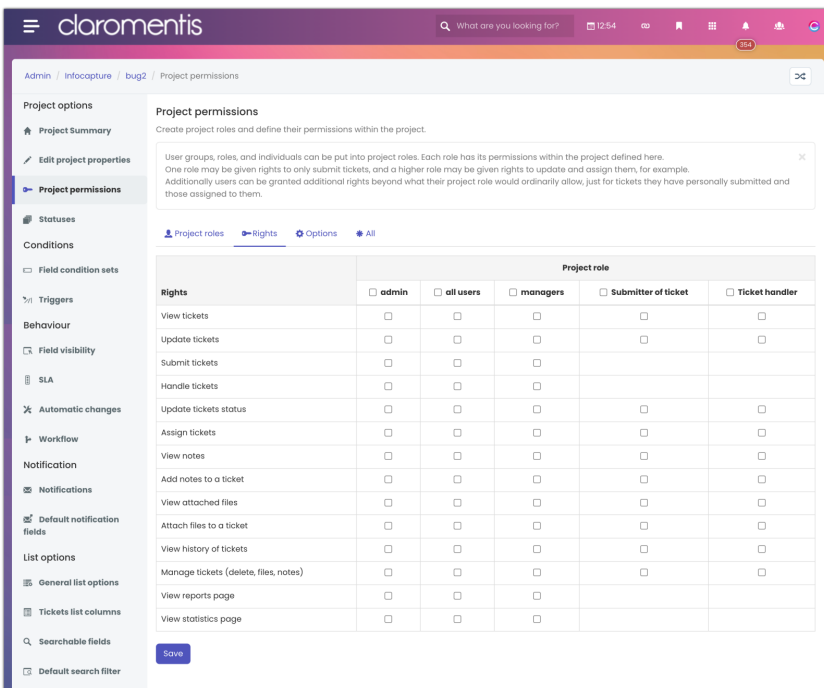 claromentis
What are you looking for?
12:54
354
Admin / Infocapture / bug2 / Project permissions
Project options
Project Summary
Edit project properties
Project permissions
Statuses
Conditions
Field condition sets
Triggers
Behaviour
Field visibility
SLA
Automatic changes
Workflow
Notification
Notifications
Default notification
fields
List options
General list options
Tickets list columns
Searchable fields
Default search filter
Project permissions
Create project roles and define their permissions within the project.
User groups, roles, and individuals can be put into project roles. Each role has its permissions within the project defined here.
One role may be given rights to only submit tickets, and a higher role may be given rights to update and assign them, for example.
Additionally users can be granted additional rights beyond what their project role would ordinarily allow, just for tickets they have personally submitted and
those assigned to them.
Project roles Rights Options All
Project role
Rights admin all users managers Submitter of ticket Ticket handler
View tickets
Update tickets
Submit tickets
Handle tickets
Update tickets status
Assign tickets
View notes
Add notes to a ticket
View attached files
Attach files to a ticket
View history of tickets
Manage tickets (delete, files, notes)
View reports page
View statistics page
Save